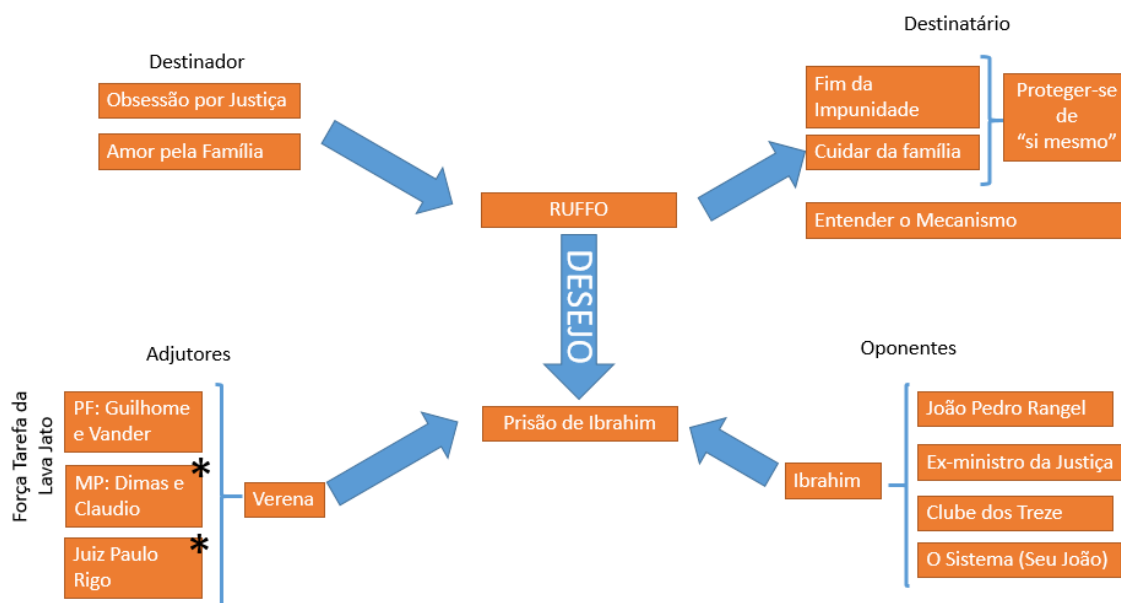 Destinador
Obsessão por Justiça
Amor pela Família
Destinatário
Fim da
Impunidade
Cuidar da família
Proteger-se
de
“si mesmo”
Entender o Mecanismo
RUFFO
DESEJO
Prisão de Ibrahim
Adjutores
Força Tarefa da
Lava Jato
PF: Guilhome
e Vander
MP: Dimas e
Claudio
*
Juiz Paulo
Rigo
*
Verena
Oponentes
Ibrahim
João Pedro Rangel
Ex-ministro da Justiça
Clube dos Treze
O Sistema (Seu João)